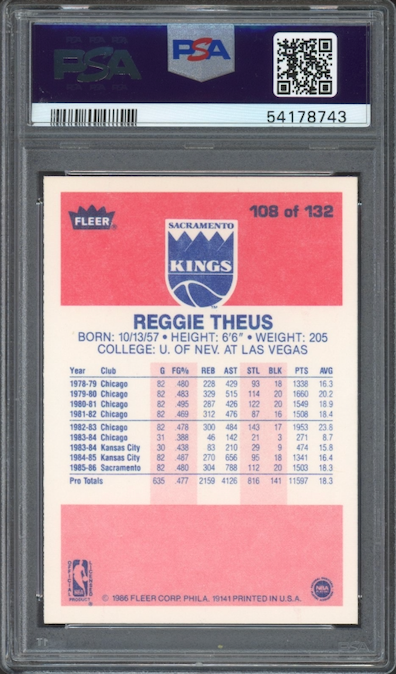 PSA
PSA
54178743
FLEER
108 of 132
SACRAMENTO
KINGS
REGGIE THEUS
BORN: 10/13/57 • HEIGHT: 6'6" • WEIGHT: 205
COLLEGE: U. OF NEV. AT LAS VEGAS
Year Club G FG% REB AST STL BLK PTS AVG
1978-79 Chicago 82 .480 228 429 93 18 1338 16.3
1979-80 Chicago 82 .483 329 515 114 20 1660 20.2
1980-81 Chicago 82 .495 287 426 122 20 1549 18.9
1981-82 Chicago 82 .469 312 476 87 16 1508 18.4
1982-83 Chicago 82 .478 300 484 143 17 1953 23.8
1983-84 Chicago 31 .388 46 142 21 3 271 8.7
1983-84 Kansas City 30 .438 83 210 29 9 474 15.8
1984-85 Kansas City 82 .487 270 656 95 18 1341 16.4
1985-86 Sacramento 82 .480 304 788 112 20 1503 18.3
Pro Totals 635 .477 2159 4126 816 141 11597 18.3
NBA
PRODUCT
NBA
© 1986 FLEER CORP. PHILA. 19141 PRINTED IN U.S.A.